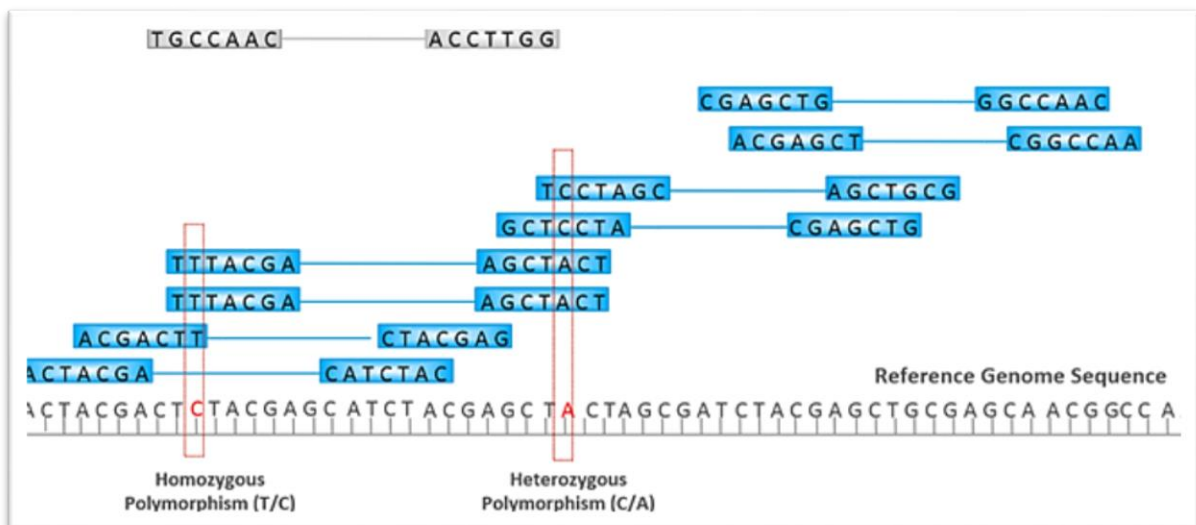 TGCCAAC ACCTTGG
CGAGCTG GGCCAAC
ACGAGCT CGGCCAA
TCCTAGC AGCTGCG
GCTCCTA CGAGCTG
TTTACGA AGCTACT
TTTACGA AGCTACT
ACGACTT CTACGAG
ACTACGA CATCTAC
Reference Genome Sequence
ACTACGACTCTACGAGCATCTACGAGCTACTAGCGATCTACGAGCTGCGAGCAACGGCCA
Homozygous Heterozygous
Polymorphism (T/C) Polymorphism (C/A)